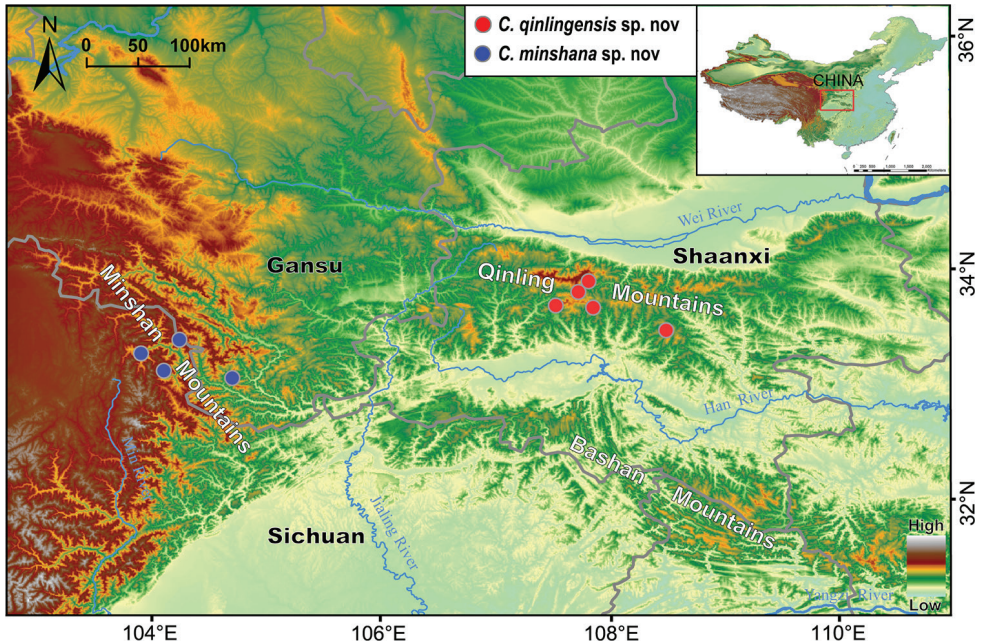 N
0 50 100km
C. qinlingensis sp. nov
C. minshana sp. nov
CHINA
36°N
34°N
32°N
Wei River
Shaanxi
Gansu
Qinling
Mountains
Minshan
Mountains
Min River
Han River
Bashan
Mountains
Jialing River
Sichuan
High
Low
Yangtze River
104°E
106°E
108°E
110°E